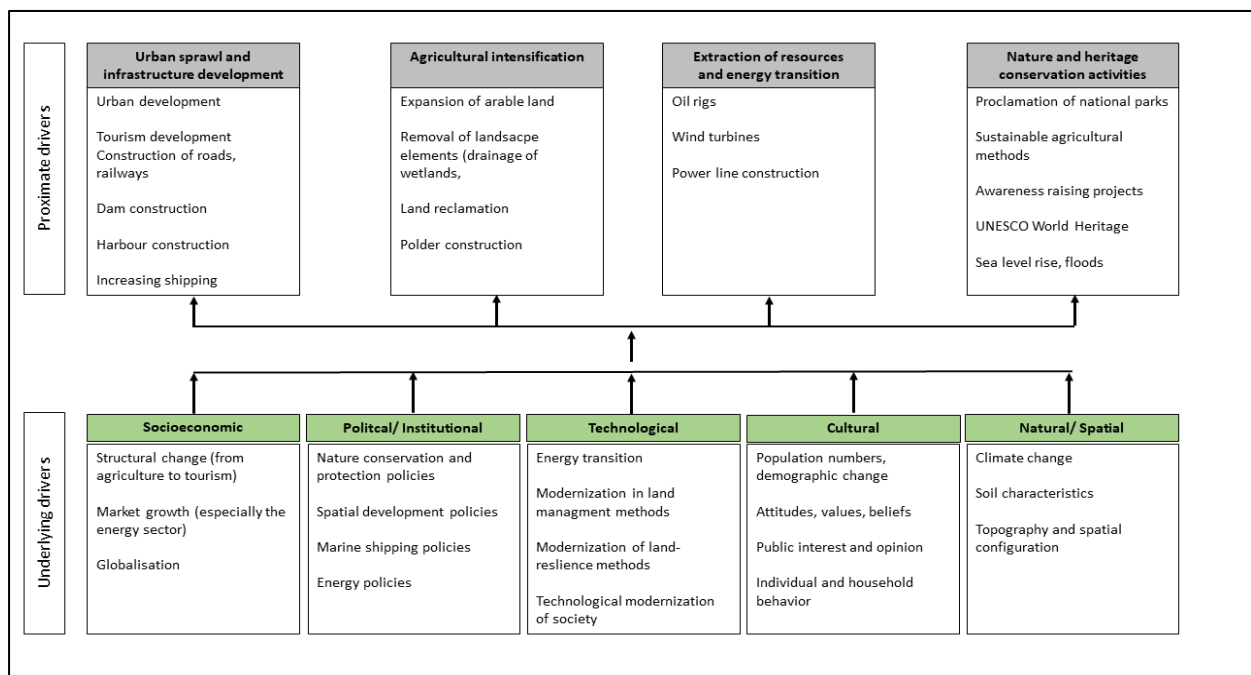 Proximate drivers
Urban sprawl and
infrastructure development
Urban development
Tourism development
Construction of roads,
railways
Dam construction
Harbour construction
Increasing shipping
Agricultural intensification
Expansion of arable land
Removal of landsacpe
elements (drainage of
wetlands,
Land reclamation
Polder construction
Extraction of resources
and energy transition
Oil rigs
Wind turbines
Power line construction
Nature and heritage
conservation activities
Proclamation of national parks
Sustainable agricultural
methods
Awareness raising projects
UNESCO World Heritage
Sea level rise, floods
Underlying drivers
Socioeconomic
Structural change (from
agriculture to tourism)
Market growth (especially the
energy sector)
Globalisation
Politcal/ Institutional
Nature conservation and
protection policies
Spatial development policies
Marine shipping policies
Energy policies
Technological
Energy transition
Modernization in land
managment methods
Modernization of land-
reslience methods
Technological modernization
of society
Cultural
Population numbers,
demographic change
Attitudes, values, beliefs
Public interest and opinion
Individual and household
behavior
Natural/ Spatial
Climate change
Soil characteristics
Topography and spatial
configuration